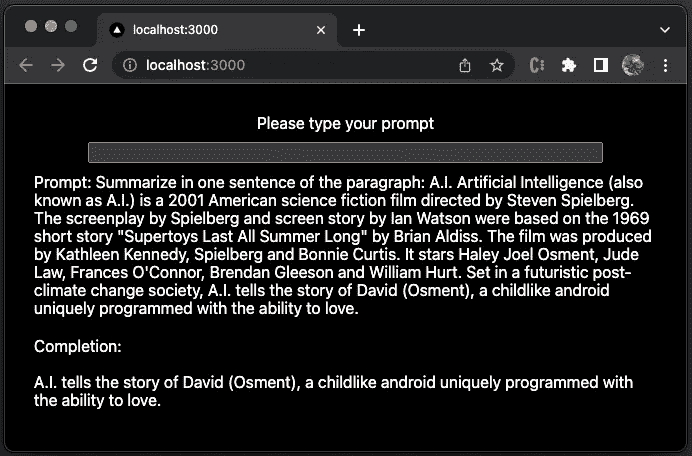 localhost:3000
localhost:3000
Please type your prompt
Prompt: Summarize in one sentence of the paragraph: A.I. Artificial Intelligence (also
known as A.I.) is a 2001 American science fiction film directed by Steven Spielberg.
The screenplay by Spielberg and screen story by Ian Watson were based on the 1969
short story "Supertoys Last All Summer Long" by Brian Aldiss. The film was produced
by Kathleen Kennedy, Spielberg and Bonnie Curtis. It stars Haley Joel Osment, Jude
Law, Frances O'Connor, Brendan Gleeson and William Hurt. Set in a futuristic post-
climate change society, A.I. tells the story of David (Osment), a childlike android
uniquely programmed with the ability to love.
Completion:
A.I. tells the story of David (Osment), a childlike android uniquely programmed with
the ability to love.